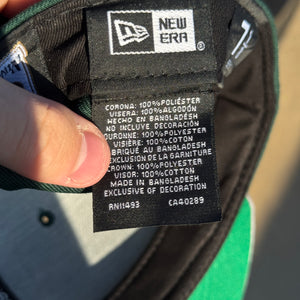 NEW
ERA
®
CORONA: 100% POLIÉSTER
VISERA: 100% ALGODÓN
HECHO EN BANGLADÉSH
NO INCLUYE DECORACIÓN
COURONNE: 100% POLYESTER
VISIÈRE: 100% COTON
FABRIQUÉ AU BANGLADESH
EXCLUSION DE LA GARNITURE
CROWN: 100% POLYESTER
VISOR: 100% COTTON
MADE IN BANGLADESH
EXCLUSIVE OF DECORATION
RN11493 CA40289